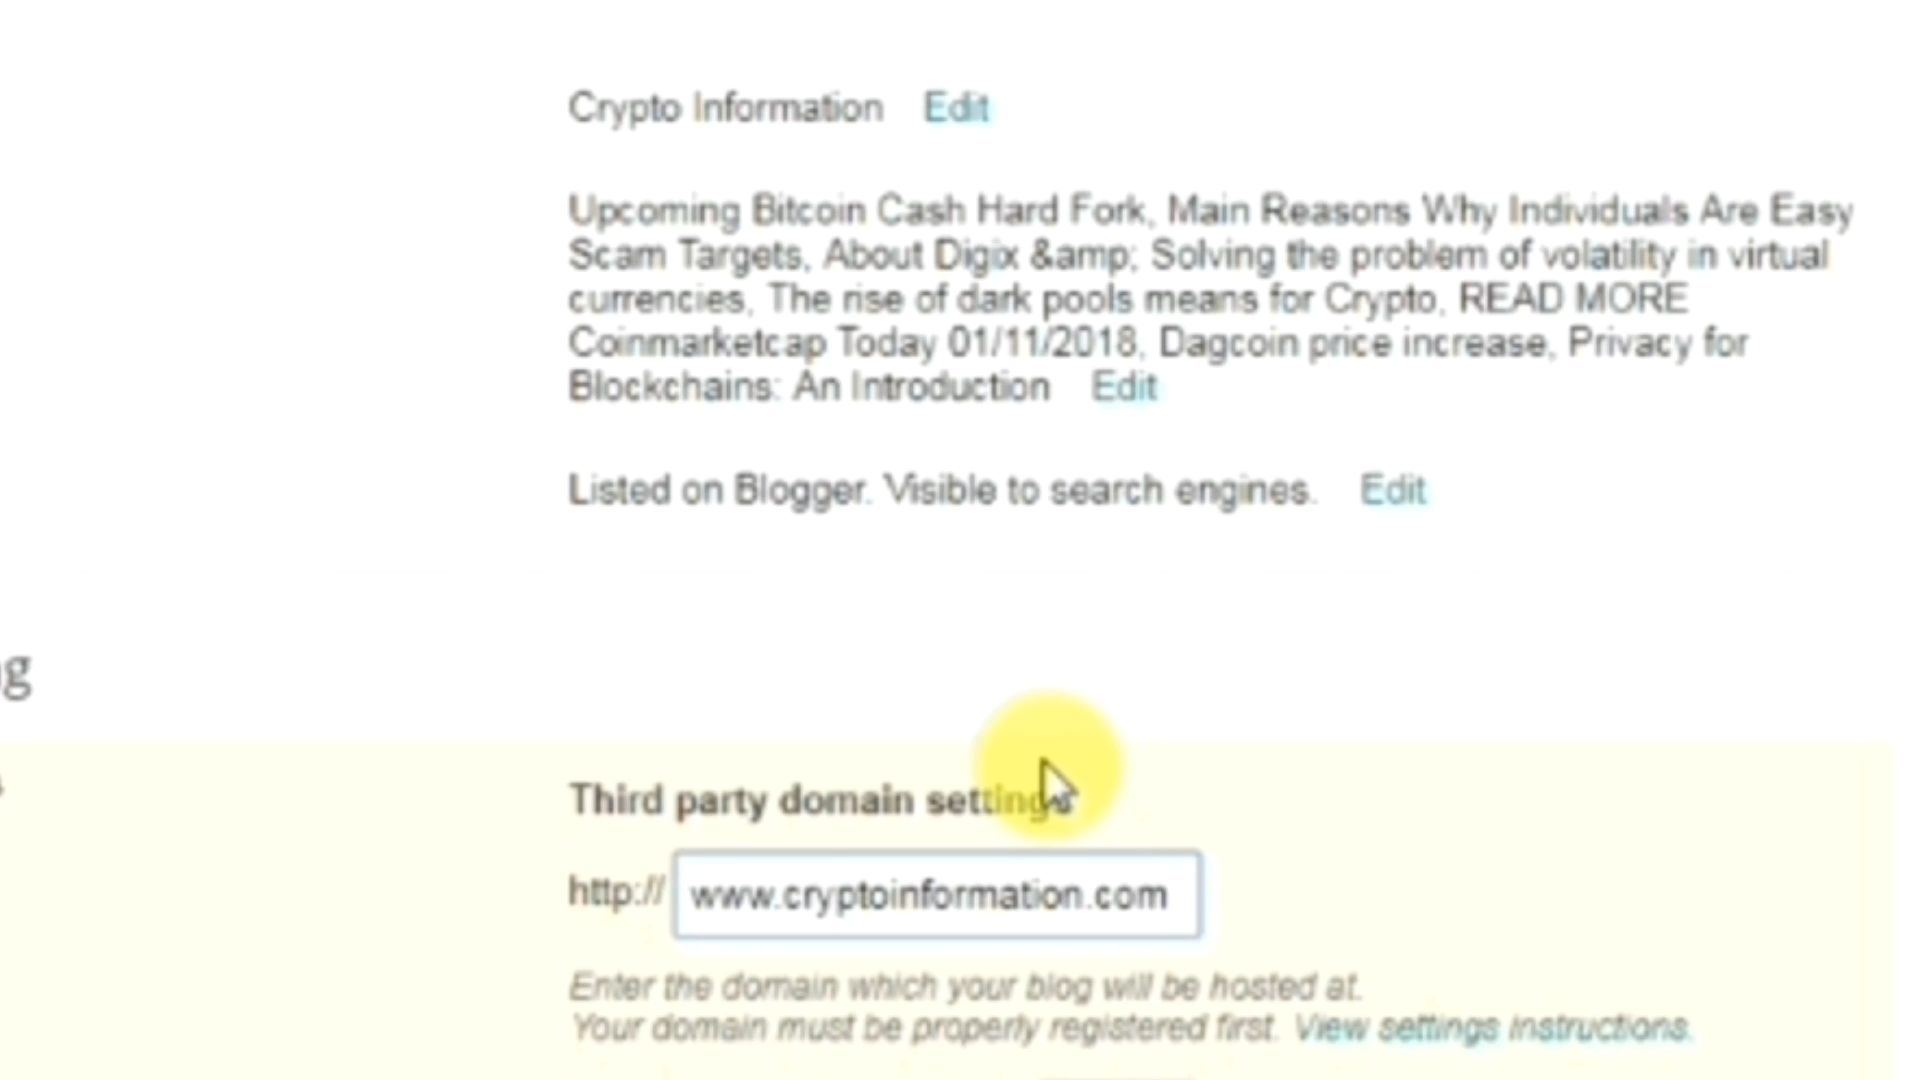 Crypto Information Edit
Upcoming Bitcoin Cash Hard Fork, Main Reasons Why Individuals Are Easy
Scam Targets, About Digix &amp; Solving the problem of volatility in virtual
currencies, The rise of dark pools means for Crypto, READ MORE
Coinmarketcap Today 01/11/2018, Dagcoin price increase, Privacy for
Blockchains: An Introduction Edit
Listed on Blogger. Visible to search engines. Edit
Third party domain settings
http:// www.cryptoinformation.com
Enter the domain which your blog will be hosted at.
Your domain must be properly registered first. View settings instructions.